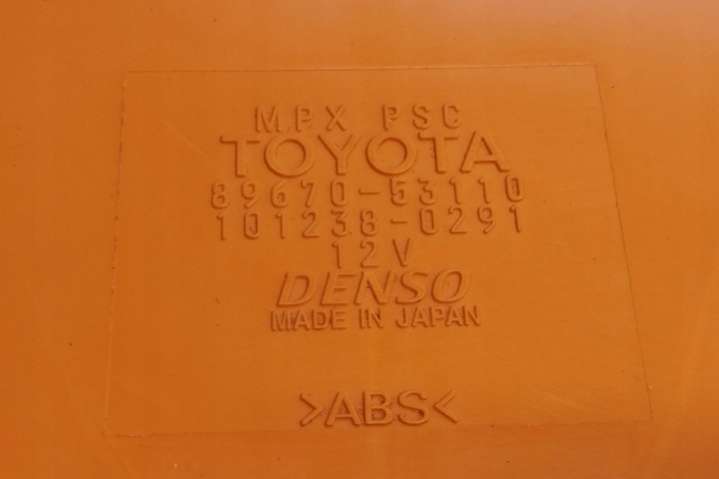 MPX PSC
TOYOTA
89670-53110
101238-0291
12V
DENSO
MADE IN JAPAN
>ABS<